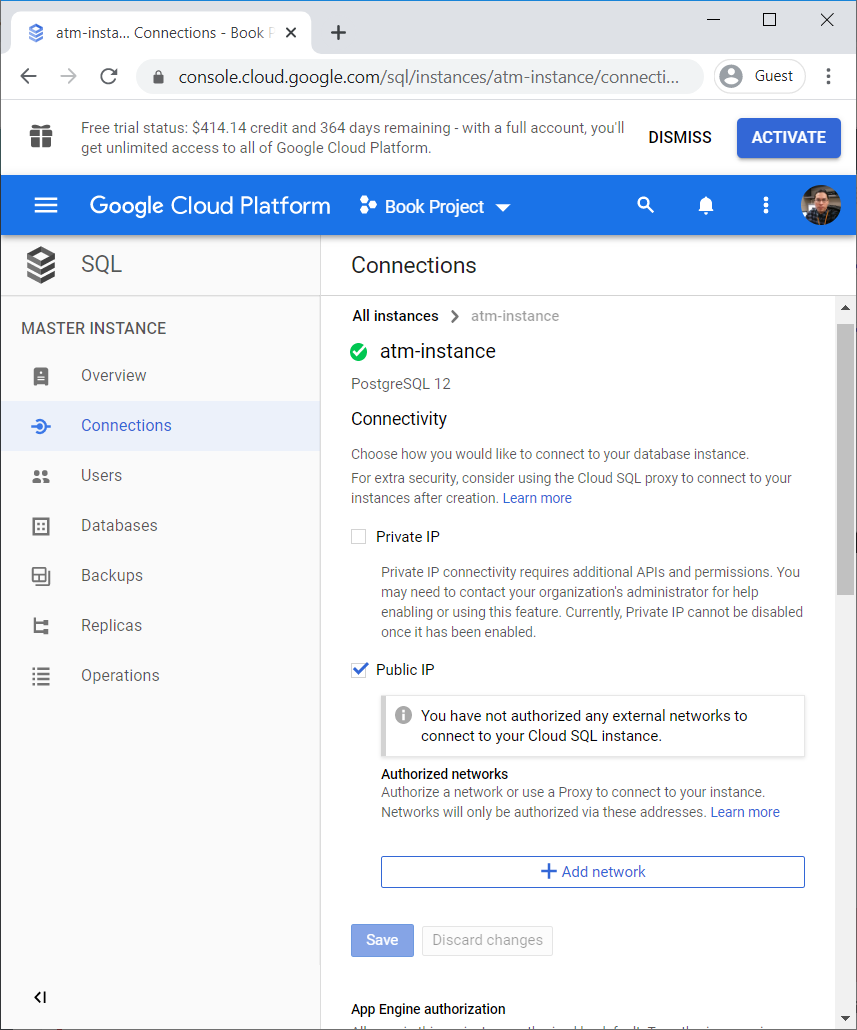 atm-insta... Connections - Book P
console.cloud.google.com/sql/instances/atm-instance/connecti...
Guest
Free trial status: $414.14 credit and 364 days remaining - with a full account, you'll
get unlimited access to all of Google Cloud Platform.
DISMISS
ACTIVATE
Google Cloud Platform
Book Project
SQL
Connections
MASTER INSTANCE
Overview
Connections
Users
Databases
Backups
Replicas
Operations
All instances
atm-instance
atm-instance
PostgreSQL 12
Connectivity
Choose how you would like to connect to your database instance.
For extra security, consider using the Cloud SQL proxy to connect to your
instances after creation. Learn more
Private IP
Private IP connectivity requires additional APIs and permissions. You
may need to contact your organization's administrator for help
enabling or using this feature. Currently, Private IP cannot be disabled
once it has been enabled.
Public IP
You have not authorized any external networks to
connect to your Cloud SQL instance.
Authorized networks
Authorize a network or use a Proxy to connect to your instance.
Networks will only be authorized via these addresses. Learn more
Add network
Save
Discard changes
App Engine authorization